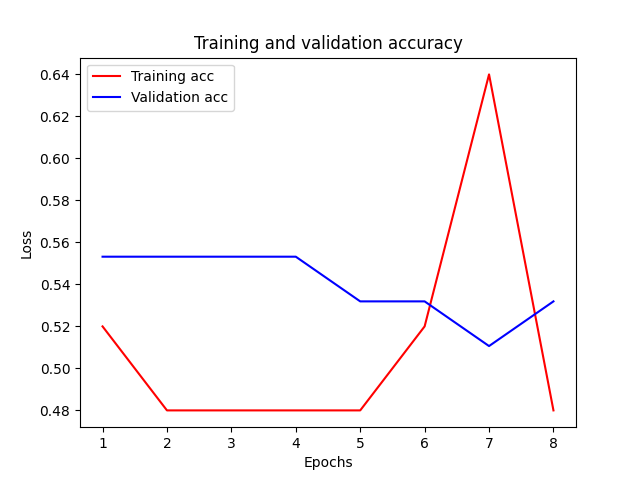 Training and validation accuracy
Training acc
Validation acc
0.64
0.62
0.60
0.58
0.56
0.54
0.52
0.50
0.48
Loss
1 2 3 4 5 6 7 8
Epochs